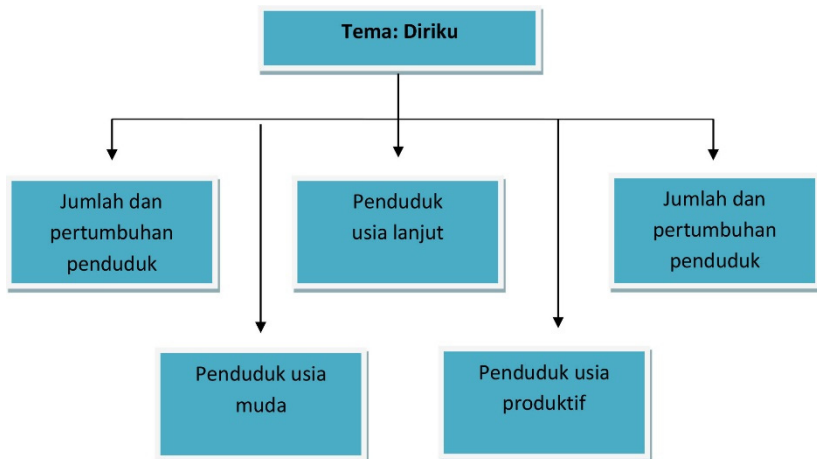 Tema: Diriku
Jumlah dan
pertumbuhan
penduduk
Penduduk
usia lanjut
Jumlah dan
pertumbuhan
penduduk
Penduduk usia
muda
Penduduk usia
produktif